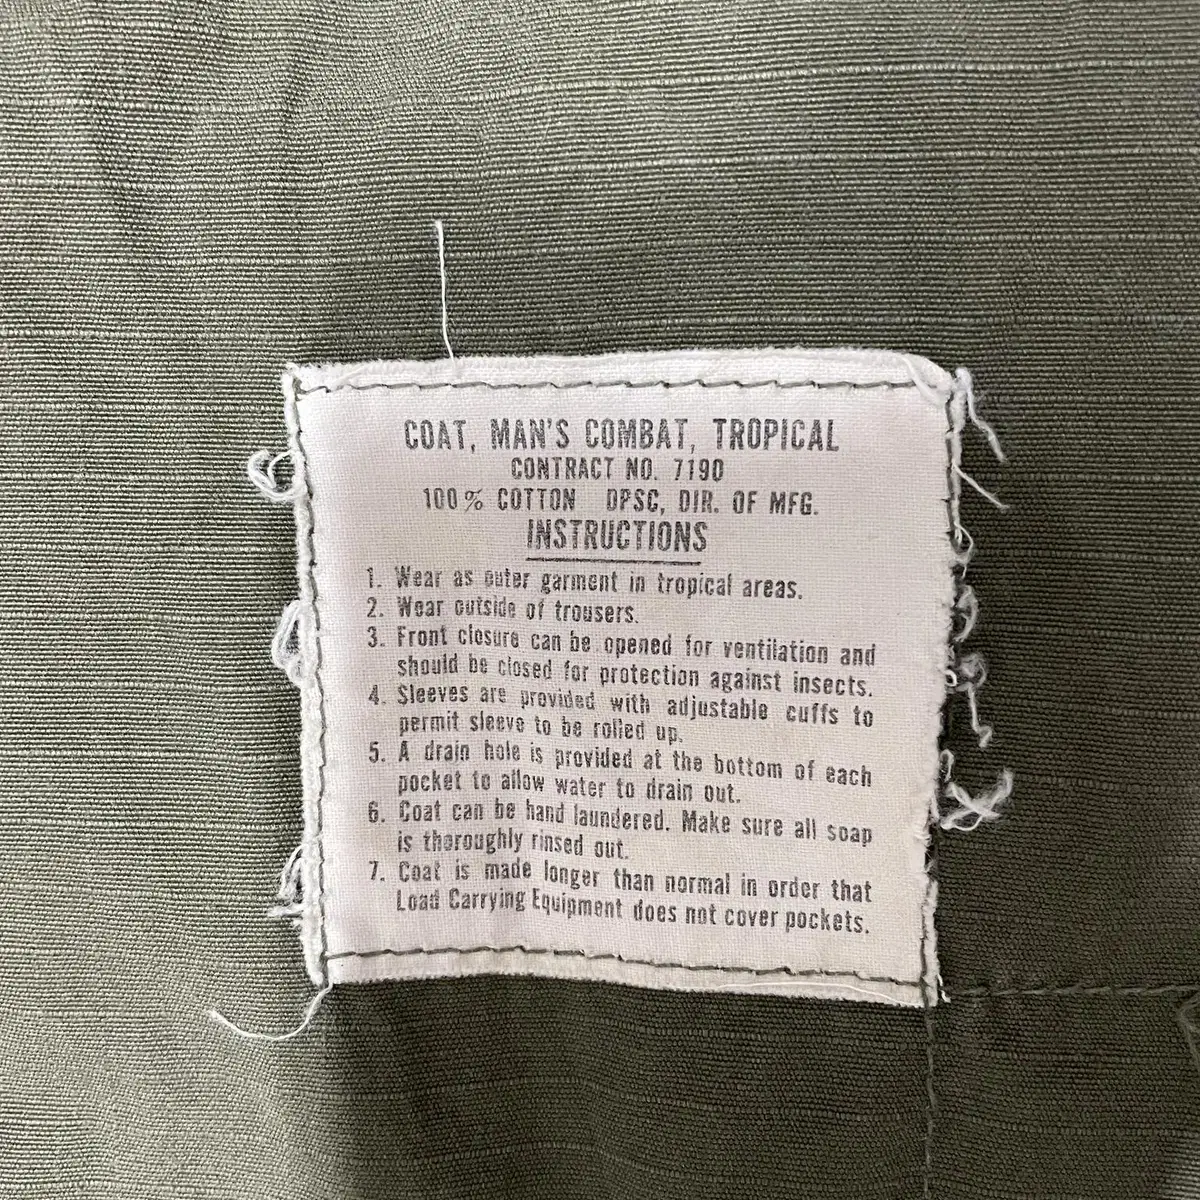 COAT, MAN'S COMBAT, TROPICAL
CONTRACT NO. 7190
100% COTTON DPSC, DIR. OF MFG.
INSTRUCTIONS
1. Wear as outer garment in tropical areas.
2. Wear outside of trousers.
3. Front closure can be opened for ventilation and
should be closed for protection against insects.
4. Sleeves are provided with adjustable cuffs to
permit sleeve to be rolled up.
5. A drain hole is provided at the bottom of each
pocket to allow water to drain out.
6. Coat can be hand laundered. Make sure all soap
is thoroughly rinsed out.
7. Coat is made longer than normal in order that
Load Carrying Equipment does not cover pockets.